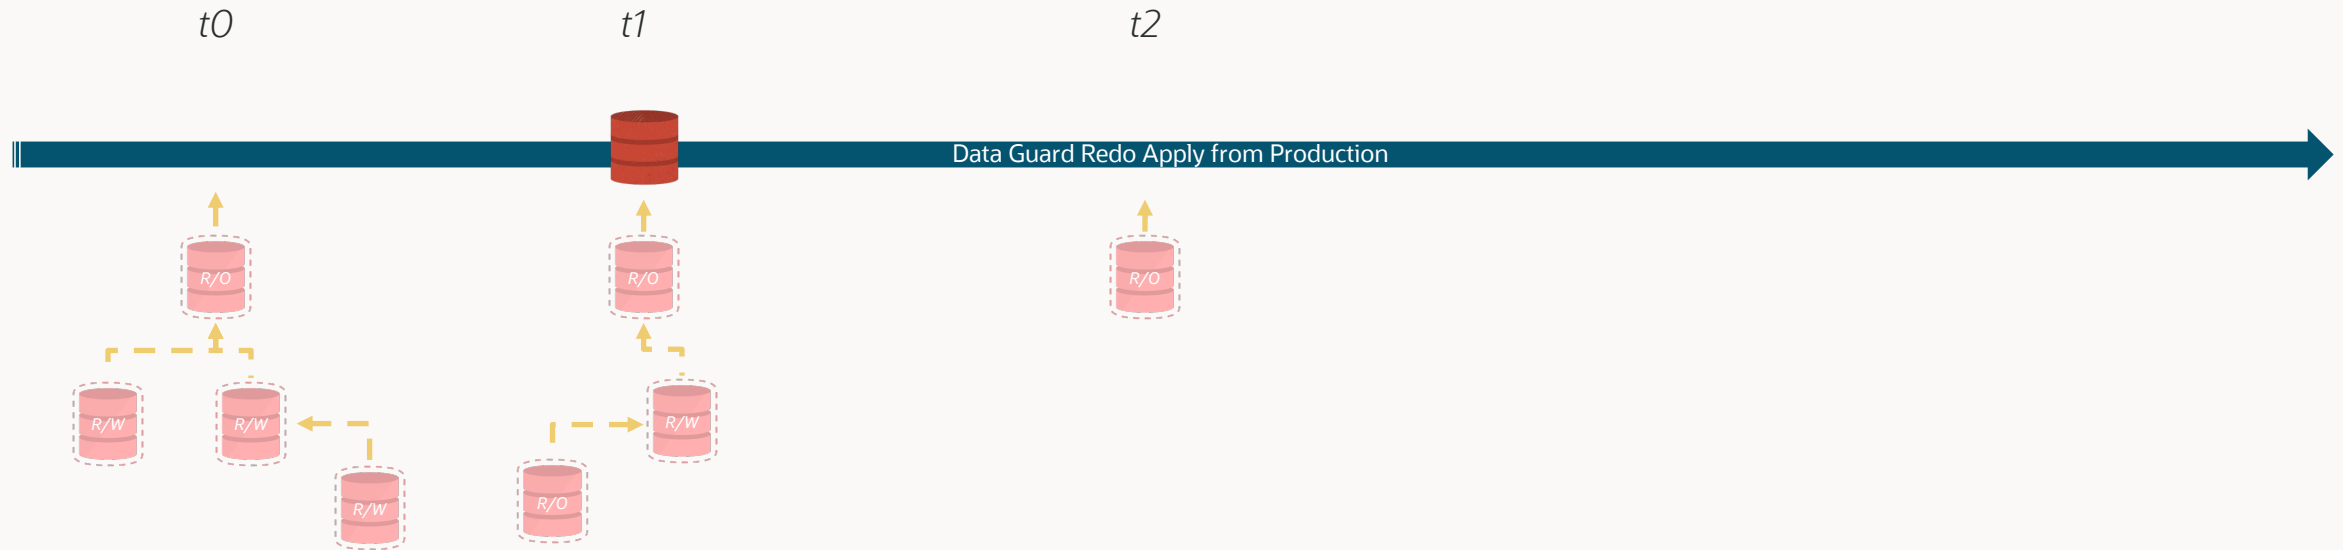 t0
t1
t2
Data Guard Redo Apply from Production
R/O
R/O
R/O
R/W
R/W
R/W
R/W
R/O